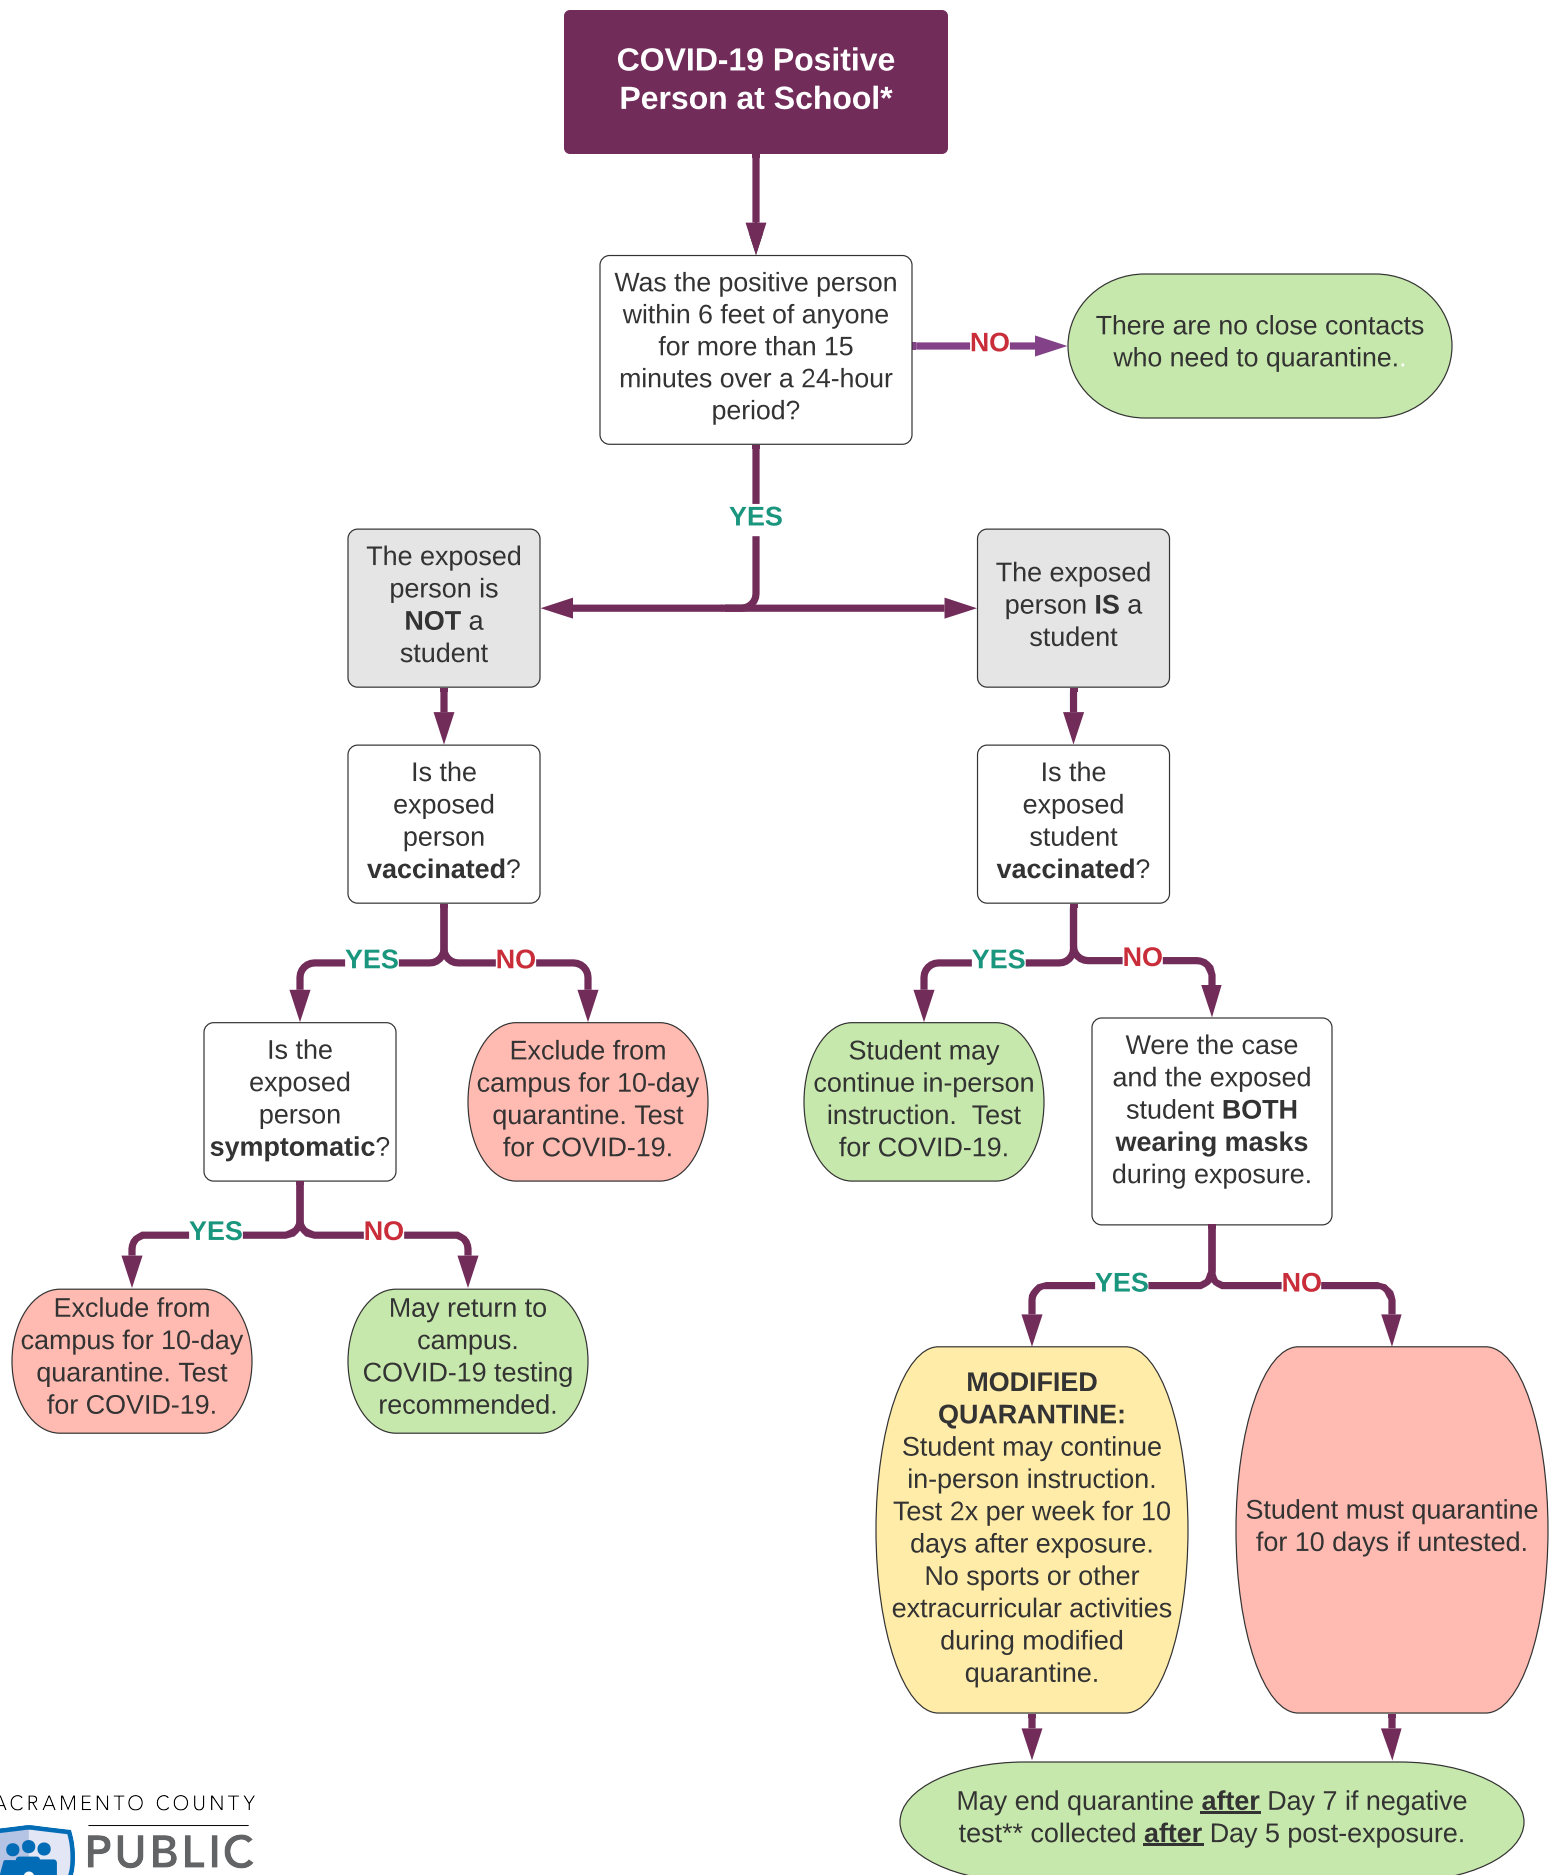 COVID-19 Positive
Person at School*
Was the positive person
within 6 feet of anyone
for more than 15
minutes over a 24-hour
period?
NO
There are no close contacts
who need to quarantine..
YES
The exposed
person is
NOT a
student
The exposed
person IS a
student
Is the
exposed
person
vaccinated?
Is the
exposed
student
vaccinated?
YES
NO
YES
NO
Is the
exposed
person
symptomatic?
Exclude from
campus for 10-day
quarantine. Test
for COVID-19.
Student may
continue in-person
instruction.  Test
for COVID-19.
Were the case
and the exposed
student BOTH
wearing masks
during exposure.
YES
NO
YES
NO
Exclude from
campus for 10-day
quarantine. Test
for COVID-19.
May return to
campus.
COVID-19 testing
recommended.
MODIFIED
QUARANTINE:
Student may continue
in-person instruction.
Test 2x per week for 10
days after exposure.
No sports or other
extracurricular activities
during modified
quarantine.
Student must quarantine
for 10 days if untested.
May end quarantine after Day 7 if negative
test** collected after Day 5 post-exposure.
ACRAMENTO COUNTY
PUBLIC